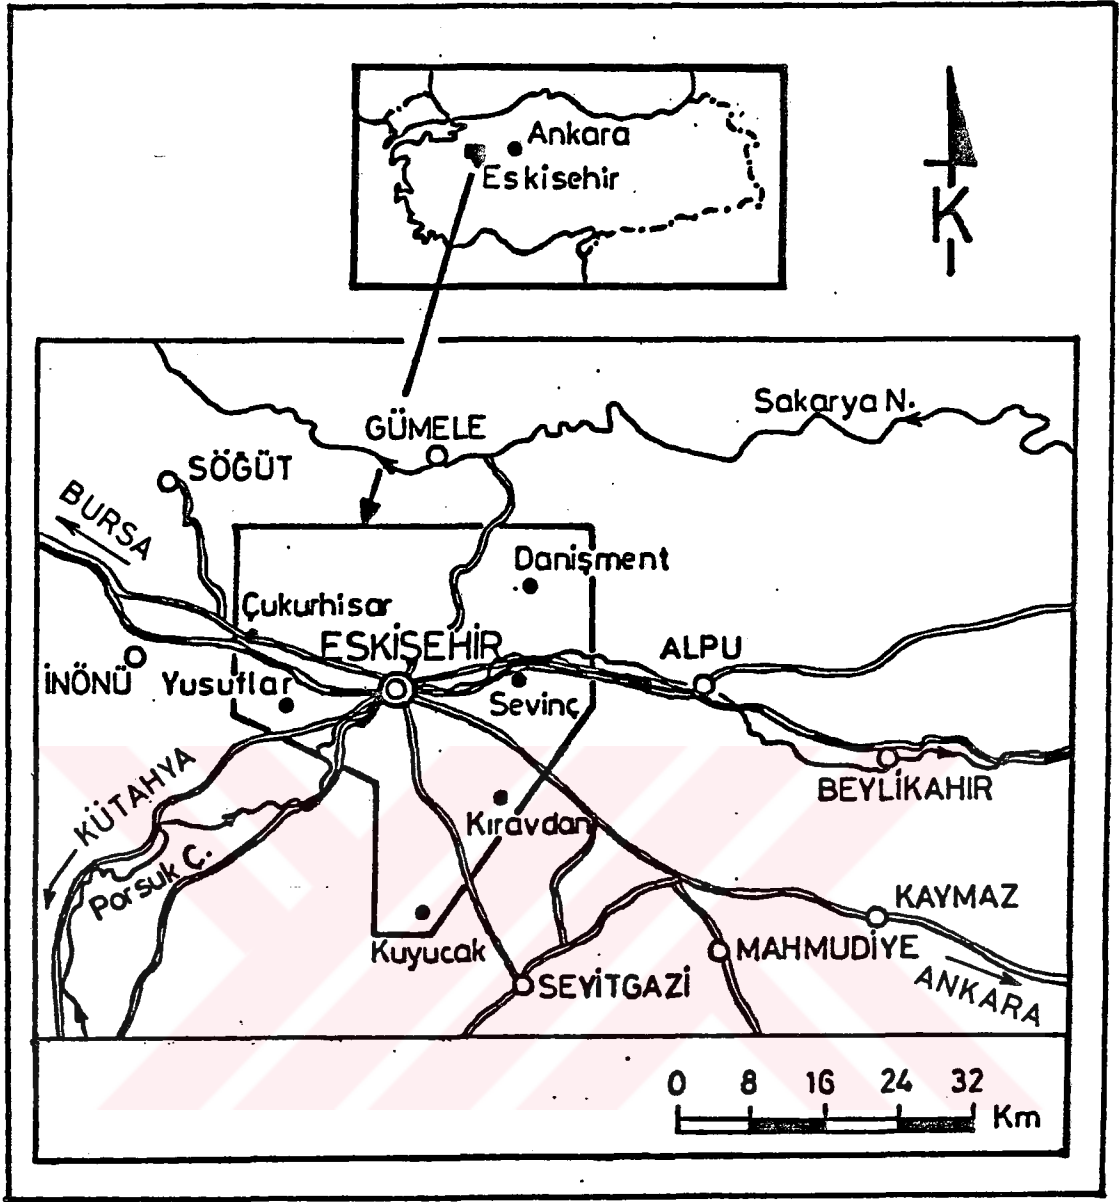 Ankara
Eskisehir
K
Sakarya N.
GÜMELE
SÖĞÜT
BURSA
Danişment
Çukurhisar
ESKİŞEHİR
ALPU
İNÖNÜ
Yusuflar
Sevinç
KÜTAHYA
BEYLİKAHIR
Kıravdan
Porsuk Ç.
KAYMAZ
Kuyucak
MAHMUDİYE
SEYİTGAZİ
ANKARA
0 8 16 24 32
Km